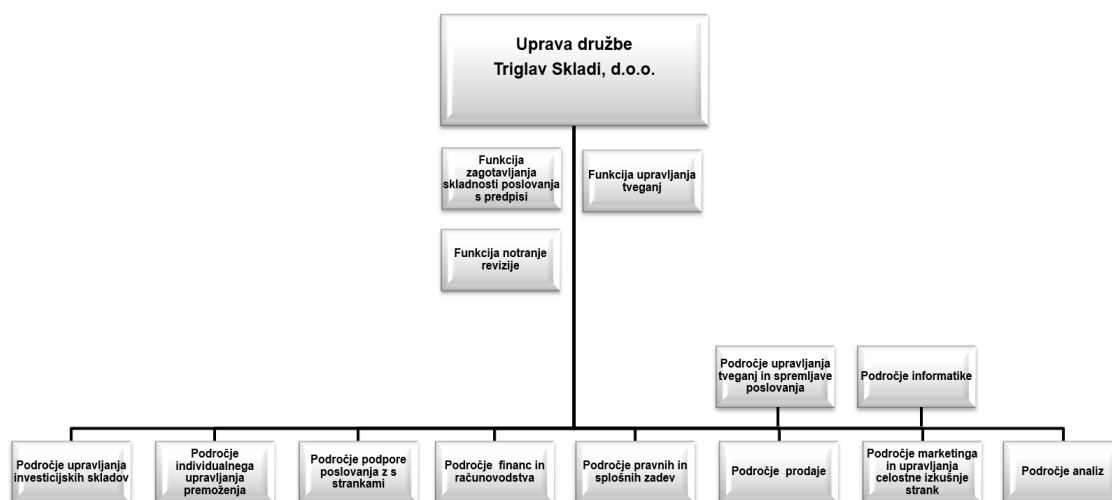 Uprava družbe
Triglav Skladi, d.o.o.
Funkcija
zagotavljanja
skladnosti poslovanja
s predpisi
Funkcija upravljanja
tveganj
Funkcija notranje
revizije
Področje upravljanja
tveganj in spremljave
poslovanja
Področje informatike
Področje upravljanja
investicijskih skladov
Področje
individualnega
upravljanja
premoženja
Področje podpore
poslovanja z s
strankami
Področje financ in
računovodstva
Področje pravnih in
splošnih zadev
Področje prodaje
Področje marketinga
in upravljanja
celostne izkušnje
strank
Področje analiz